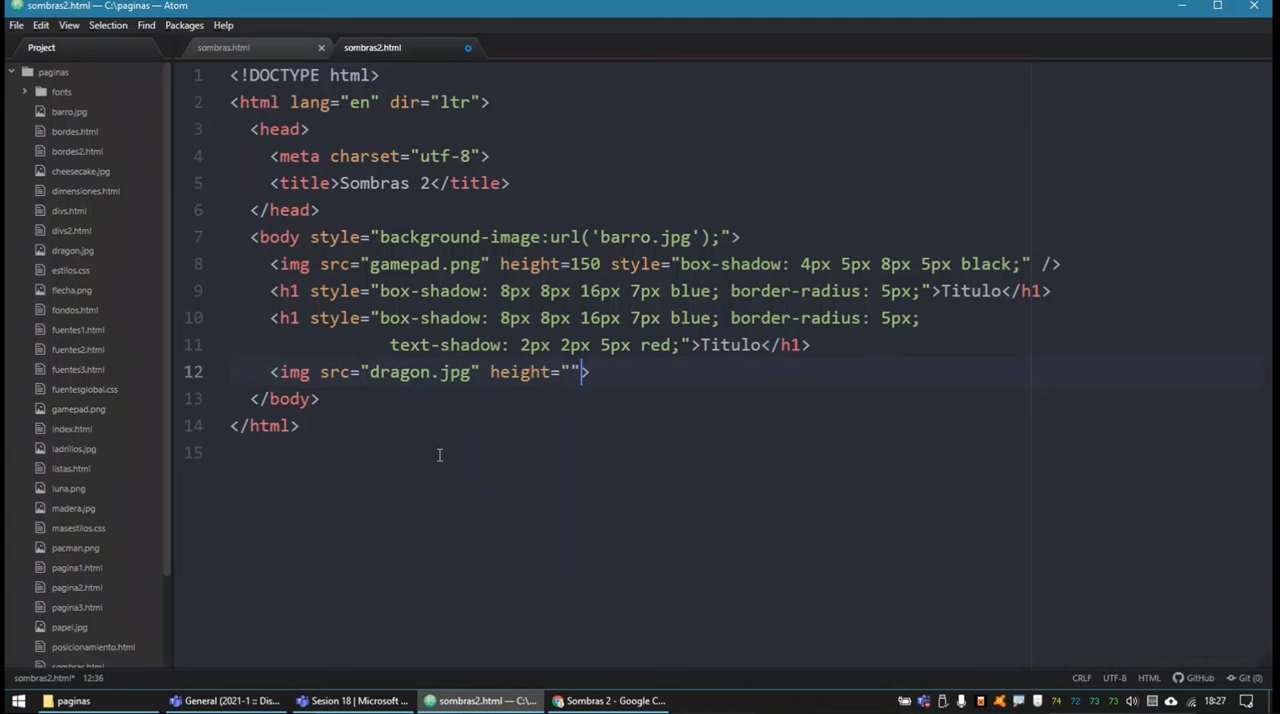 sombras2.html — C:\paginas — Atom
File Edit View Selection Find Packages Help
Project
sombras.html
sombras2.html
paginas
fonts
barro.jpg
bordes.html
bordes2.html
cheesecake.jpg
dimensiones.html
divs.html
divs2.html
dragon.jpg
estilos.css
flecha.png
fondos.html
fuentes1.html
fuentes2.html
fuentes3.html
fuentesglobal.css
gamepad.png
index.html
ladrillos.jpg
listas.html
luna.png
madera.jpg
masestilos.css
pacman.png
pagina1.html
pagina2.html
pagina3.html
papel.jpg
posicionamiento.html
sombras.html
1 <!DOCTYPE html>
2 <html lang="en" dir="ltr">
3 <head>
4 <meta charset="utf-8">
5 <title>Sombras 2</title>
6 </head>
7 <body style="background-image:url('barro.jpg');">
8 <img src="gamepad.png" height=150 style="box-shadow: 4px 5px 8px 5px black;" />
9 <h1 style="box-shadow: 8px 8px 16px 7px blue; border-radius: 5px;">Titulo</h1>
10 <h1 style="box-shadow: 8px 8px 16px 7px blue; border-radius: 5px;
11 text-shadow: 2px 2px 5px red;">Titulo</h1>
12 <img src="dragon.jpg" height="">
13 </body>
14 </html>
15
sombras2.html* 12:36
CRLF UTF-8 HTML GitHub Git (0)
paginas
General (2021-1 :: Dis...
Sesion 18 | Microsoft ...
sombras2.html — C:\...
Sombras 2 - Google C...
74 72 73 73
18:27